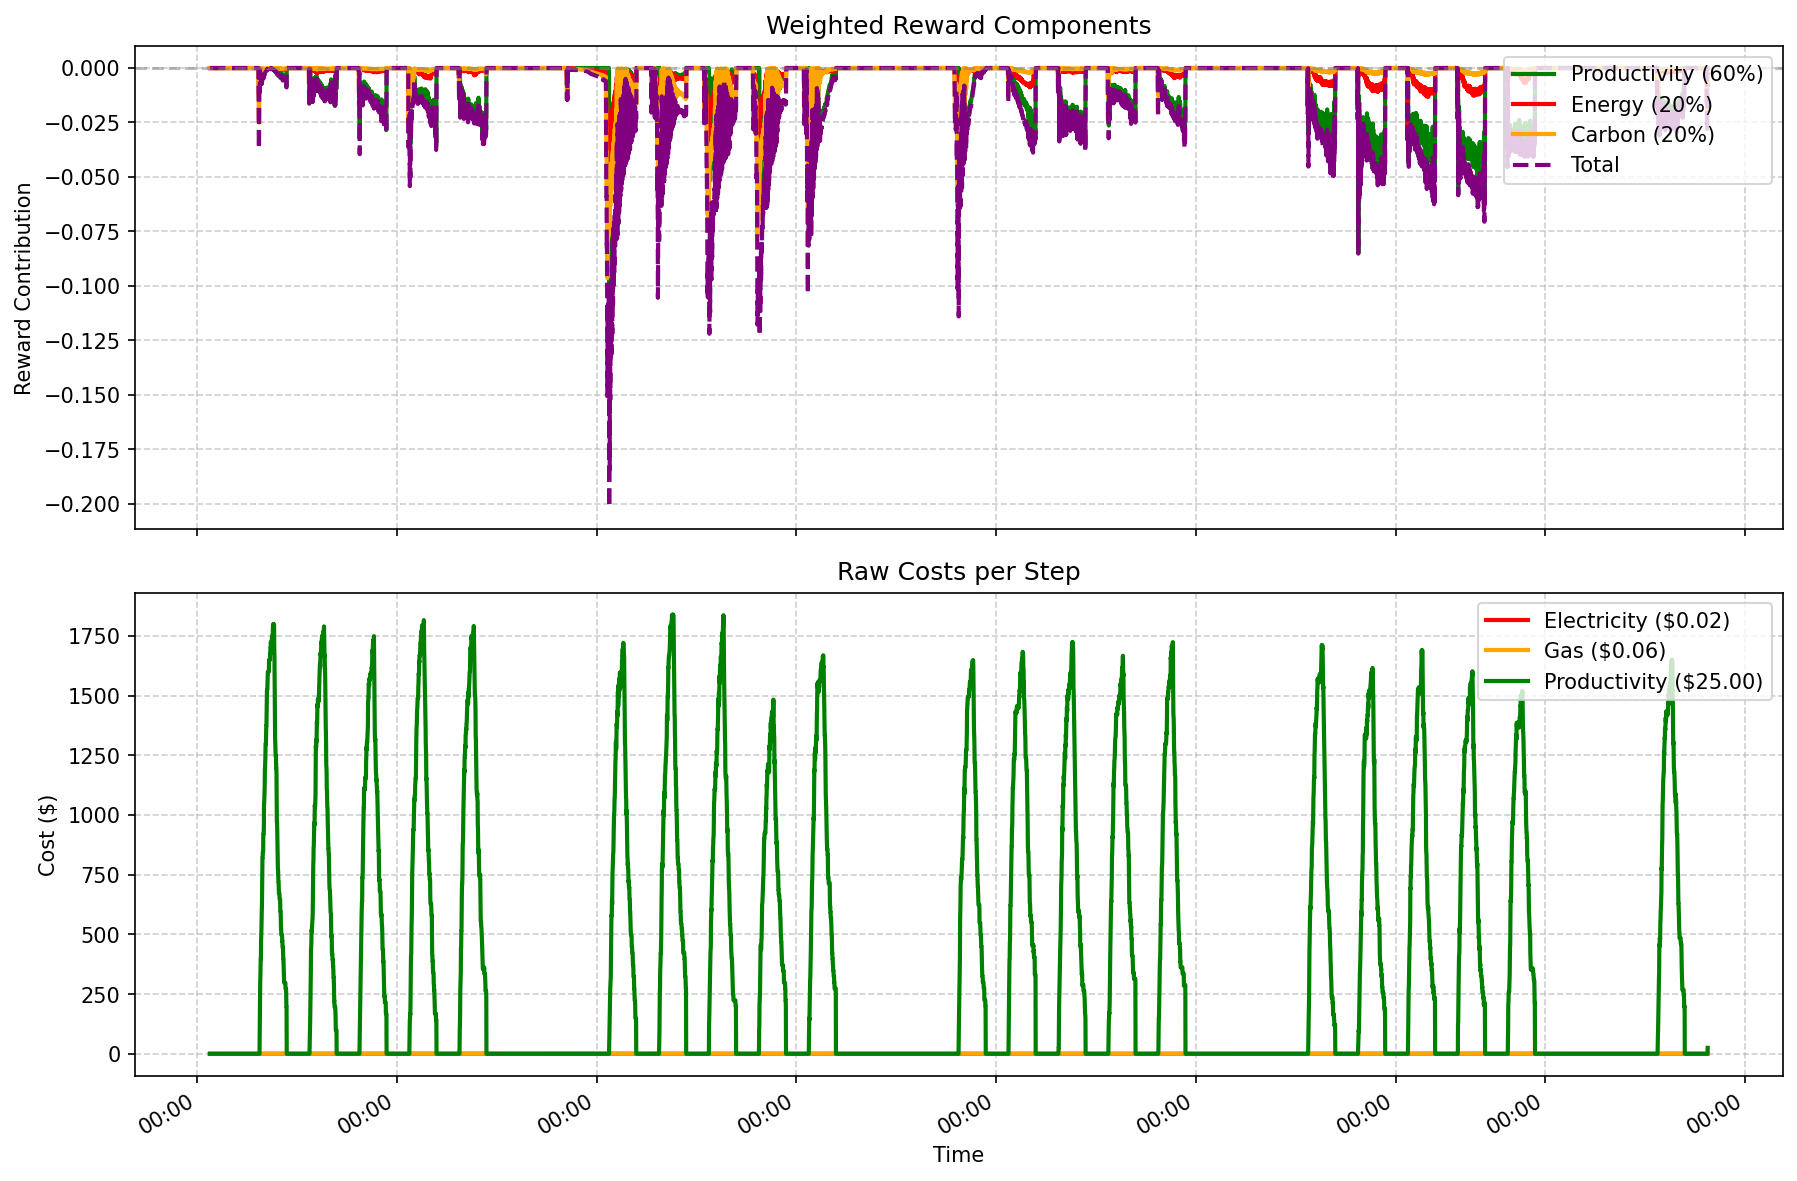 Weighted Reward Components
0.000
−0.025
−0.050
−0.075
−0.100
−0.125
−0.150
−0.175
−0.200
Reward Contribution
Productivity (60%)
Energy (20%)
Carbon (20%)
Total
Raw Costs per Step
1750
1500
1250
1000
750
500
250
0
Cost ($)
Electricity ($0.02)
Gas ($0.06)
Productivity ($25.00)
00:00
00:00
00:00
00:00
00:00
00:00
00:00
00:00
00:00
Time